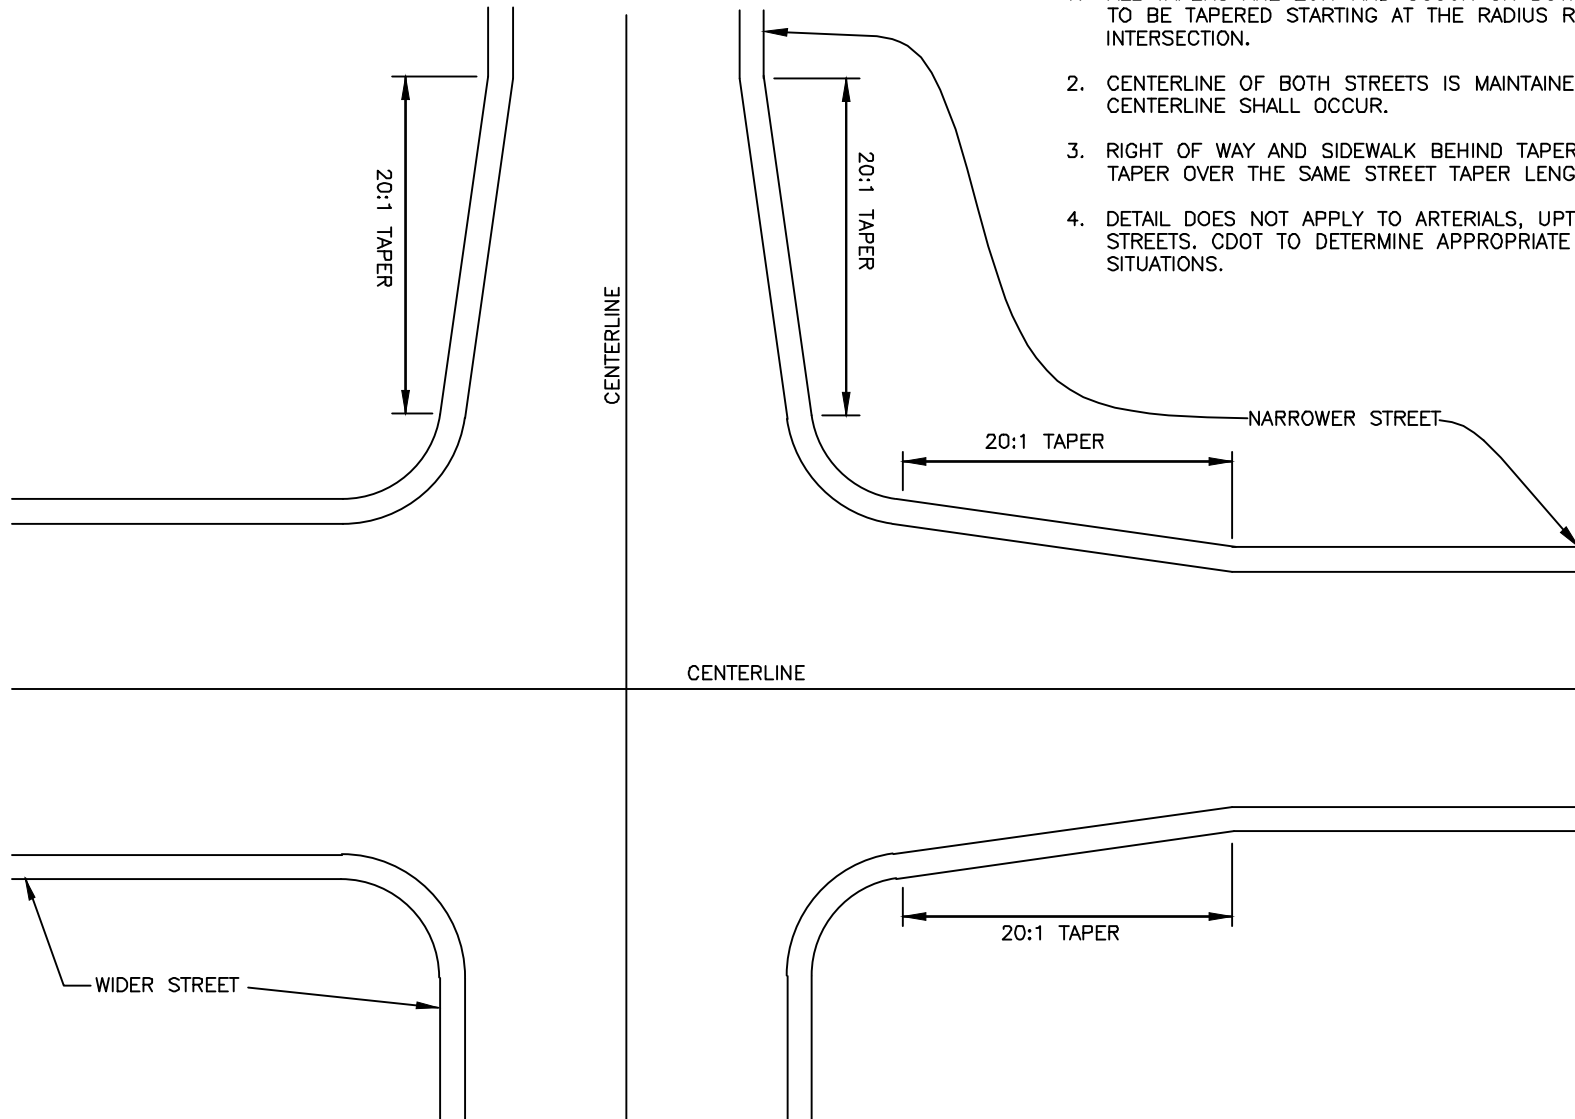 TO BE TAPERED STARTING AT THE RADIUS R
INTERSECTION.
2. CENTERLINE OF BOTH STREETS IS MAINTAINE
CENTERLINE SHALL OCCUR.
3. RIGHT OF WAY AND SIDEWALK BEHIND TAPER
TAPER OVER THE SAME STREET TAPER LENG
4. DETAIL DOES NOT APPLY TO ARTERIALS, UPT
STREETS. CDOT TO DETERMINE APPROPRIATE
SITUATIONS.
20:1 TAPER
20:1 TAPER
CENTERLINE
NARROWER STREET
20:1 TAPER
CENTERLINE
20:1 TAPER
WIDER STREET